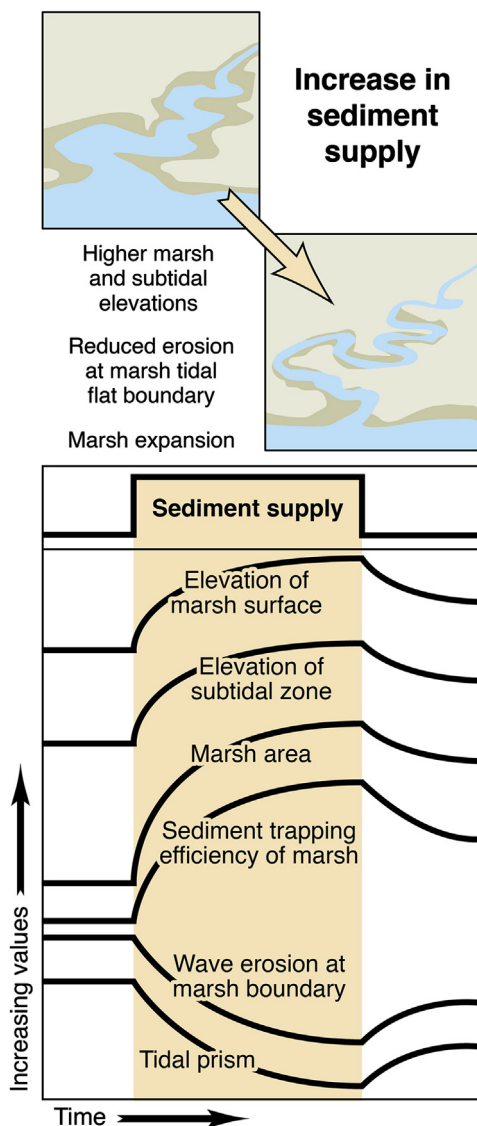 Increase in
sediment
supply
Higher marsh
and subtidal
elevations
Reduced erosion
at marsh tidal
flat boundary
Marsh expansion
Sediment supply
Elevation of
marsh surface
Elevation of
subtidal zone
Marsh area
Sediment trapping
efficiency of marsh
Wave erosion at
marsh boundary
Tidal prism
Increasing values
Time